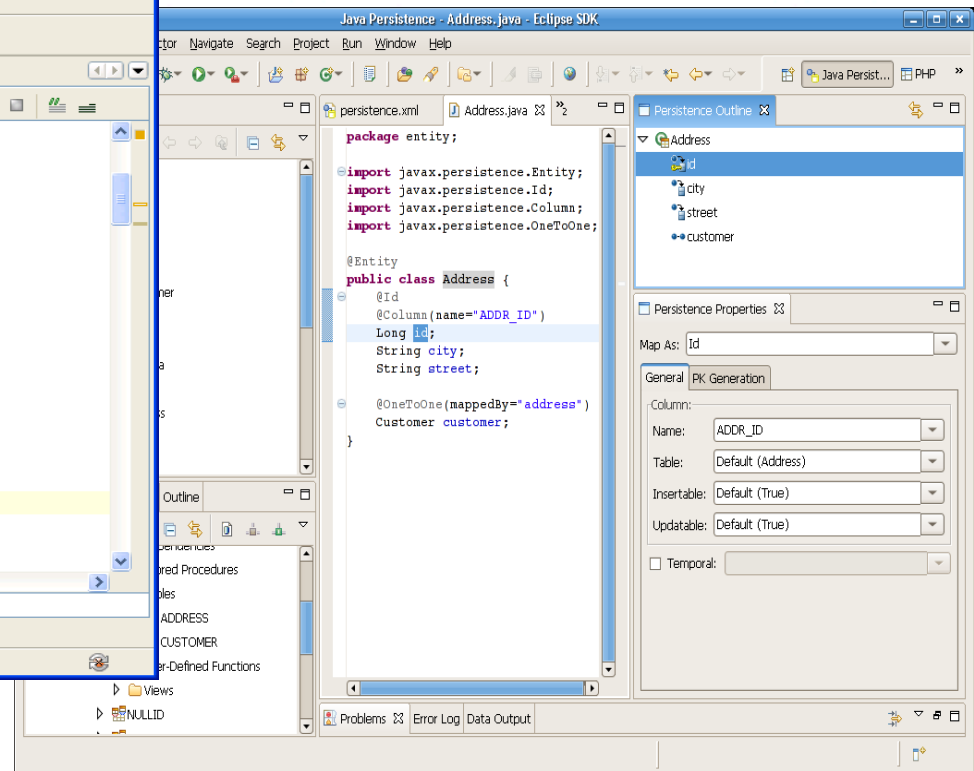 Java Persistence - Address.java - Eclipse SDK
Navigate Search Project Run Window Help
Java Persist... PHP »
persistence.xml Address.java »2
package entity;
import javax.persistence.Entity;
import javax.persistence.Id;
import javax.persistence.Column;
import javax.persistence.OneToOne;
@Entity
public class Address {
@Id
@Column(name="ADDR_ID")
Long id;
String city;
String street;
@OneToOne(mappedBy="address")
Customer customer;
}
Persistence Outline
Address
id
city
street
customer
Persistence Properties
Map As: Id
General PK Generation
Column:
Name: ADDR_ID
Table: Default (Address)
Insertable: Default (True)
Updatable: Default (True)
Temporal:
Outline
ored Procedures
bles
ADDRESS
CUSTOMER
er-Defined Functions
Views
NULLID
Problems Error Log Data Output